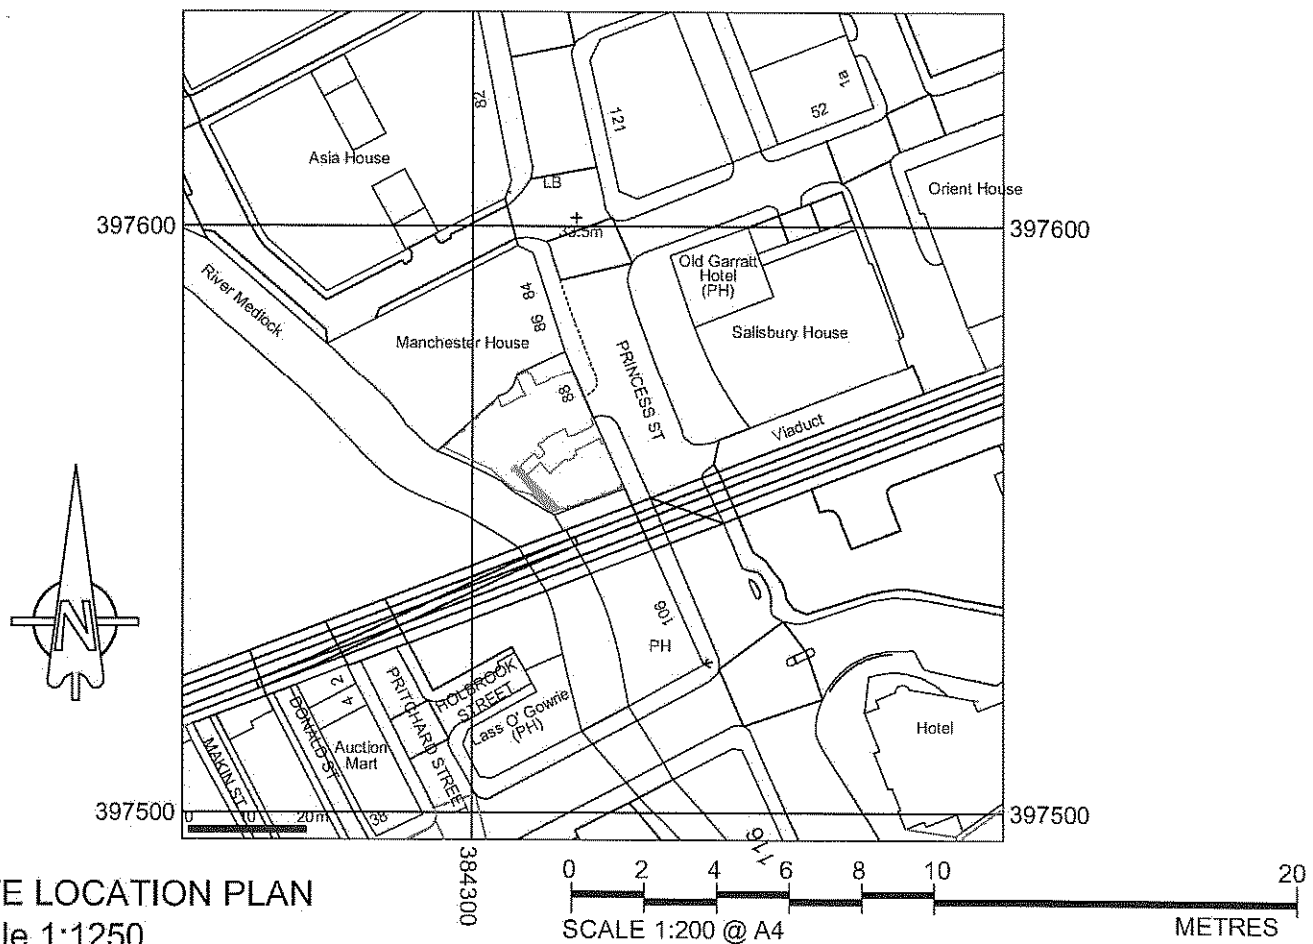 78
121
52
1a
Asia House
LB
Orient House
397600
397600
33.5m
Old Garratt
Hotel
(PH)
River Medlock
84
86
Manchester House
Salisbury House
PRINCESS ST
88
Viaduct
N
106
PH
2
4
PRITCHARD STREET
HOLBROOK
STREET
DONALD ST
Lass O' Gowrie
(PH)
Hotel
MAKIN ST
Auction
Mart
397500
397500
0 10 20m
38
116
384300
TE LOCATION PLAN
le 1:1250
0 2 4 6 8 10 20
SCALE 1:200 @ A4
METRES